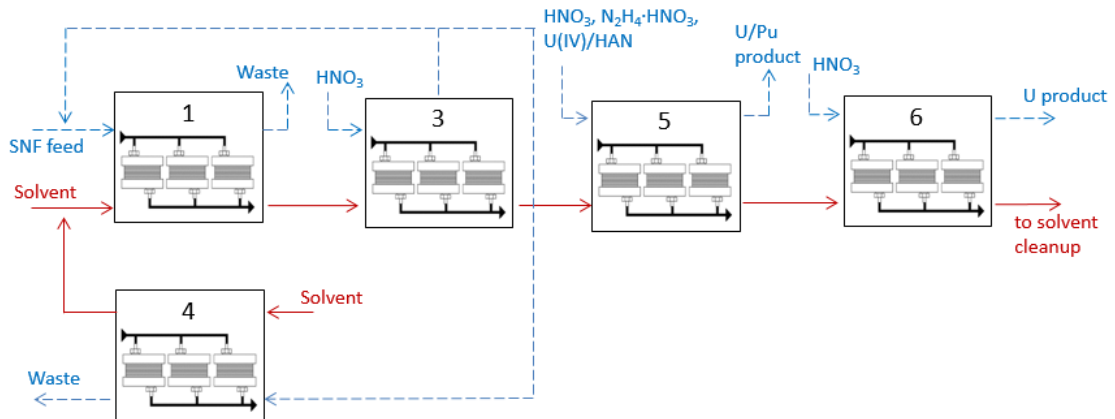 HNO₃, N₂H₄·HNO₃,
U(IV)/HAN
U/Pu
product
Waste
HNO₃
HNO₃
1
3
5
6
U product
SNF feed
Solvent
to solvent
cleanup
4
Solvent
Waste